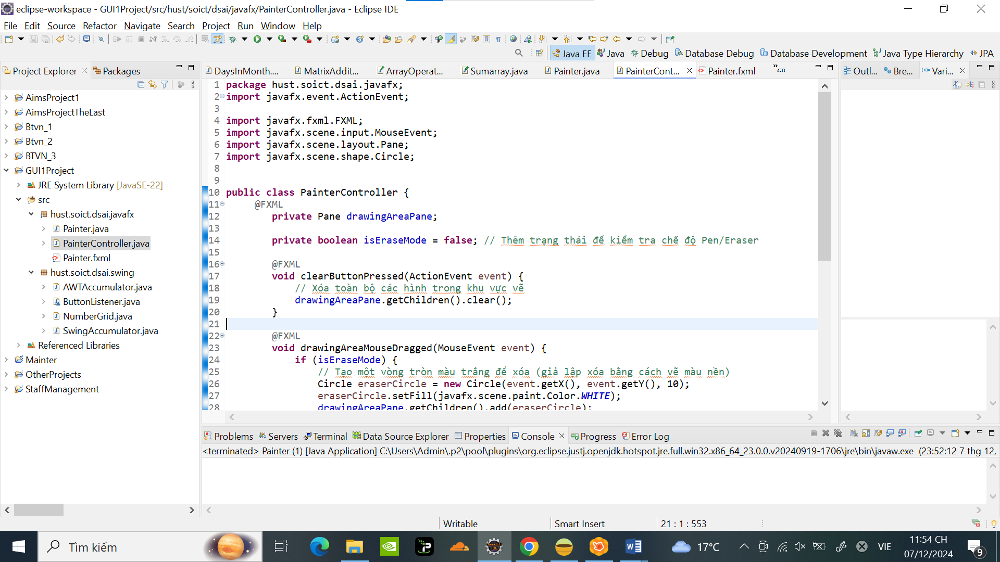 eclipse-workspace - GUI1Project/src/hust/soict/dsai/javafx/PainterController.java - Eclipse IDE
File Edit Source Refactor Navigate Search Project Run Window Help
Java EE Java Debug Database Debug Database Development Java Type Hierarchy JPA
Project Explorer Packages
AimsProject1
AimsProjectTheLast
Btvn_1
Btvn_2
BTVN_3
GUI1Project
JRE System Library [JavaSE-22]
src
hust.soict.dsai.javafx
Painter.java
PainterController.java
Painter.fxml
hust.soict.dsai.swing
AWTAccumulator.java
ButtonListener.java
NumberGrid.java
SwingAccumulator.java
Referenced Libraries
Mainter
OtherProjects
StaffManagement
DaysInMonth.... MatrixAddit... ArrayOperat... Sumarray.java Painter.java PainterCont... Painter.fxml »68
1 package hust.soict.dsai.javafx;
2 import javafx.event.ActionEvent;
3
4 import javafx.fxml.FXML;
5 import javafx.scene.input.MouseEvent;
6 import javafx.scene.layout.Pane;
7 import javafx.scene.shape.Circle;
8
9
10 public class PainterController {
11 @FXML
12 private Pane drawingAreaPane;
13
14 private boolean isEraseMode = false; // Thêm trạng thái để kiểm tra chế độ Pen/Eraser
15
16 @FXML
17 void clearButtonPressed(ActionEvent event) {
18 // Xóa toàn bộ các hình trong khu vực vẽ
19 drawingAreaPane.getChildren().clear();
20 }
21
22 @FXML
23 void drawingAreaMouseDragged(MouseEvent event) {
24 if (isEraseMode) {
25 // Tạo một vòng tròn màu trắng để xóa (giả lập xóa bằng cách vẽ màu nền)
26 Circle eraserCircle = new Circle(event.getX(), event.getY(), 10);
27 eraserCircle.setFill(javafx.scene.paint.Color.WHITE);
28 drawingAreaPane.getChildren().add(eraserCircle);
Outl... Bre... Vari...
Problems Servers Terminal Data Source Explorer Properties Console Progress Error Log
<terminated> Painter (1) [Java Application] C:\Users\Admin\.p2\pool\plugins\org.eclipse.justj.openjdk.hotspot.jre.full.win32.x86_64_23.0.0.v20240919-1706\jre\bin\javaw.exe (23:52:12 7 thg 12,
Writable Smart Insert 21 : 1 : 553
Tìm kiếm
17°C VIE 11:54 CH
07/12/2024
9